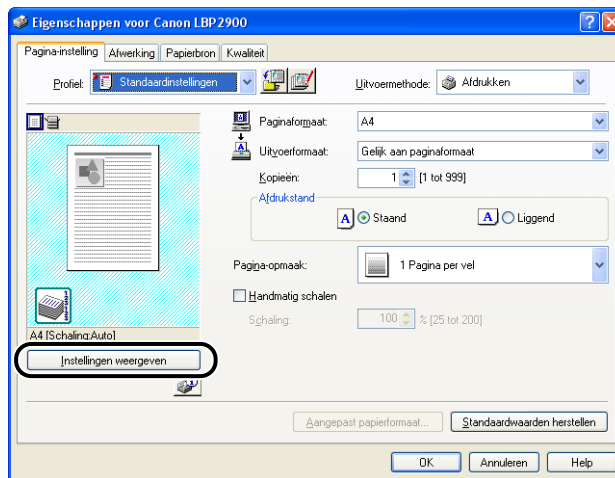 Eigenschappen voor Canon LBP2900
Pagina-instelling Afwerking Papierbron Kwaliteit
Profiel: Standaardinstellingen Uitvoermethode: Afdrukken
Paginaformaat: A4
Uitvoerformaat: Gelijk aan paginaformaat
Kopieën: 1 [1 tot 999]
Afdrukstand
A Staand A Liggend
Pagina-opmaak: 1 Pagina per vel
Handmatig schalen
Schaling: 100 % [25 tot 200]
A4 [Schaling:Auto]
Instellingen weergeven
Aangepast papierformaat... Standaardwaarden herstellen
OK Annuleren Help